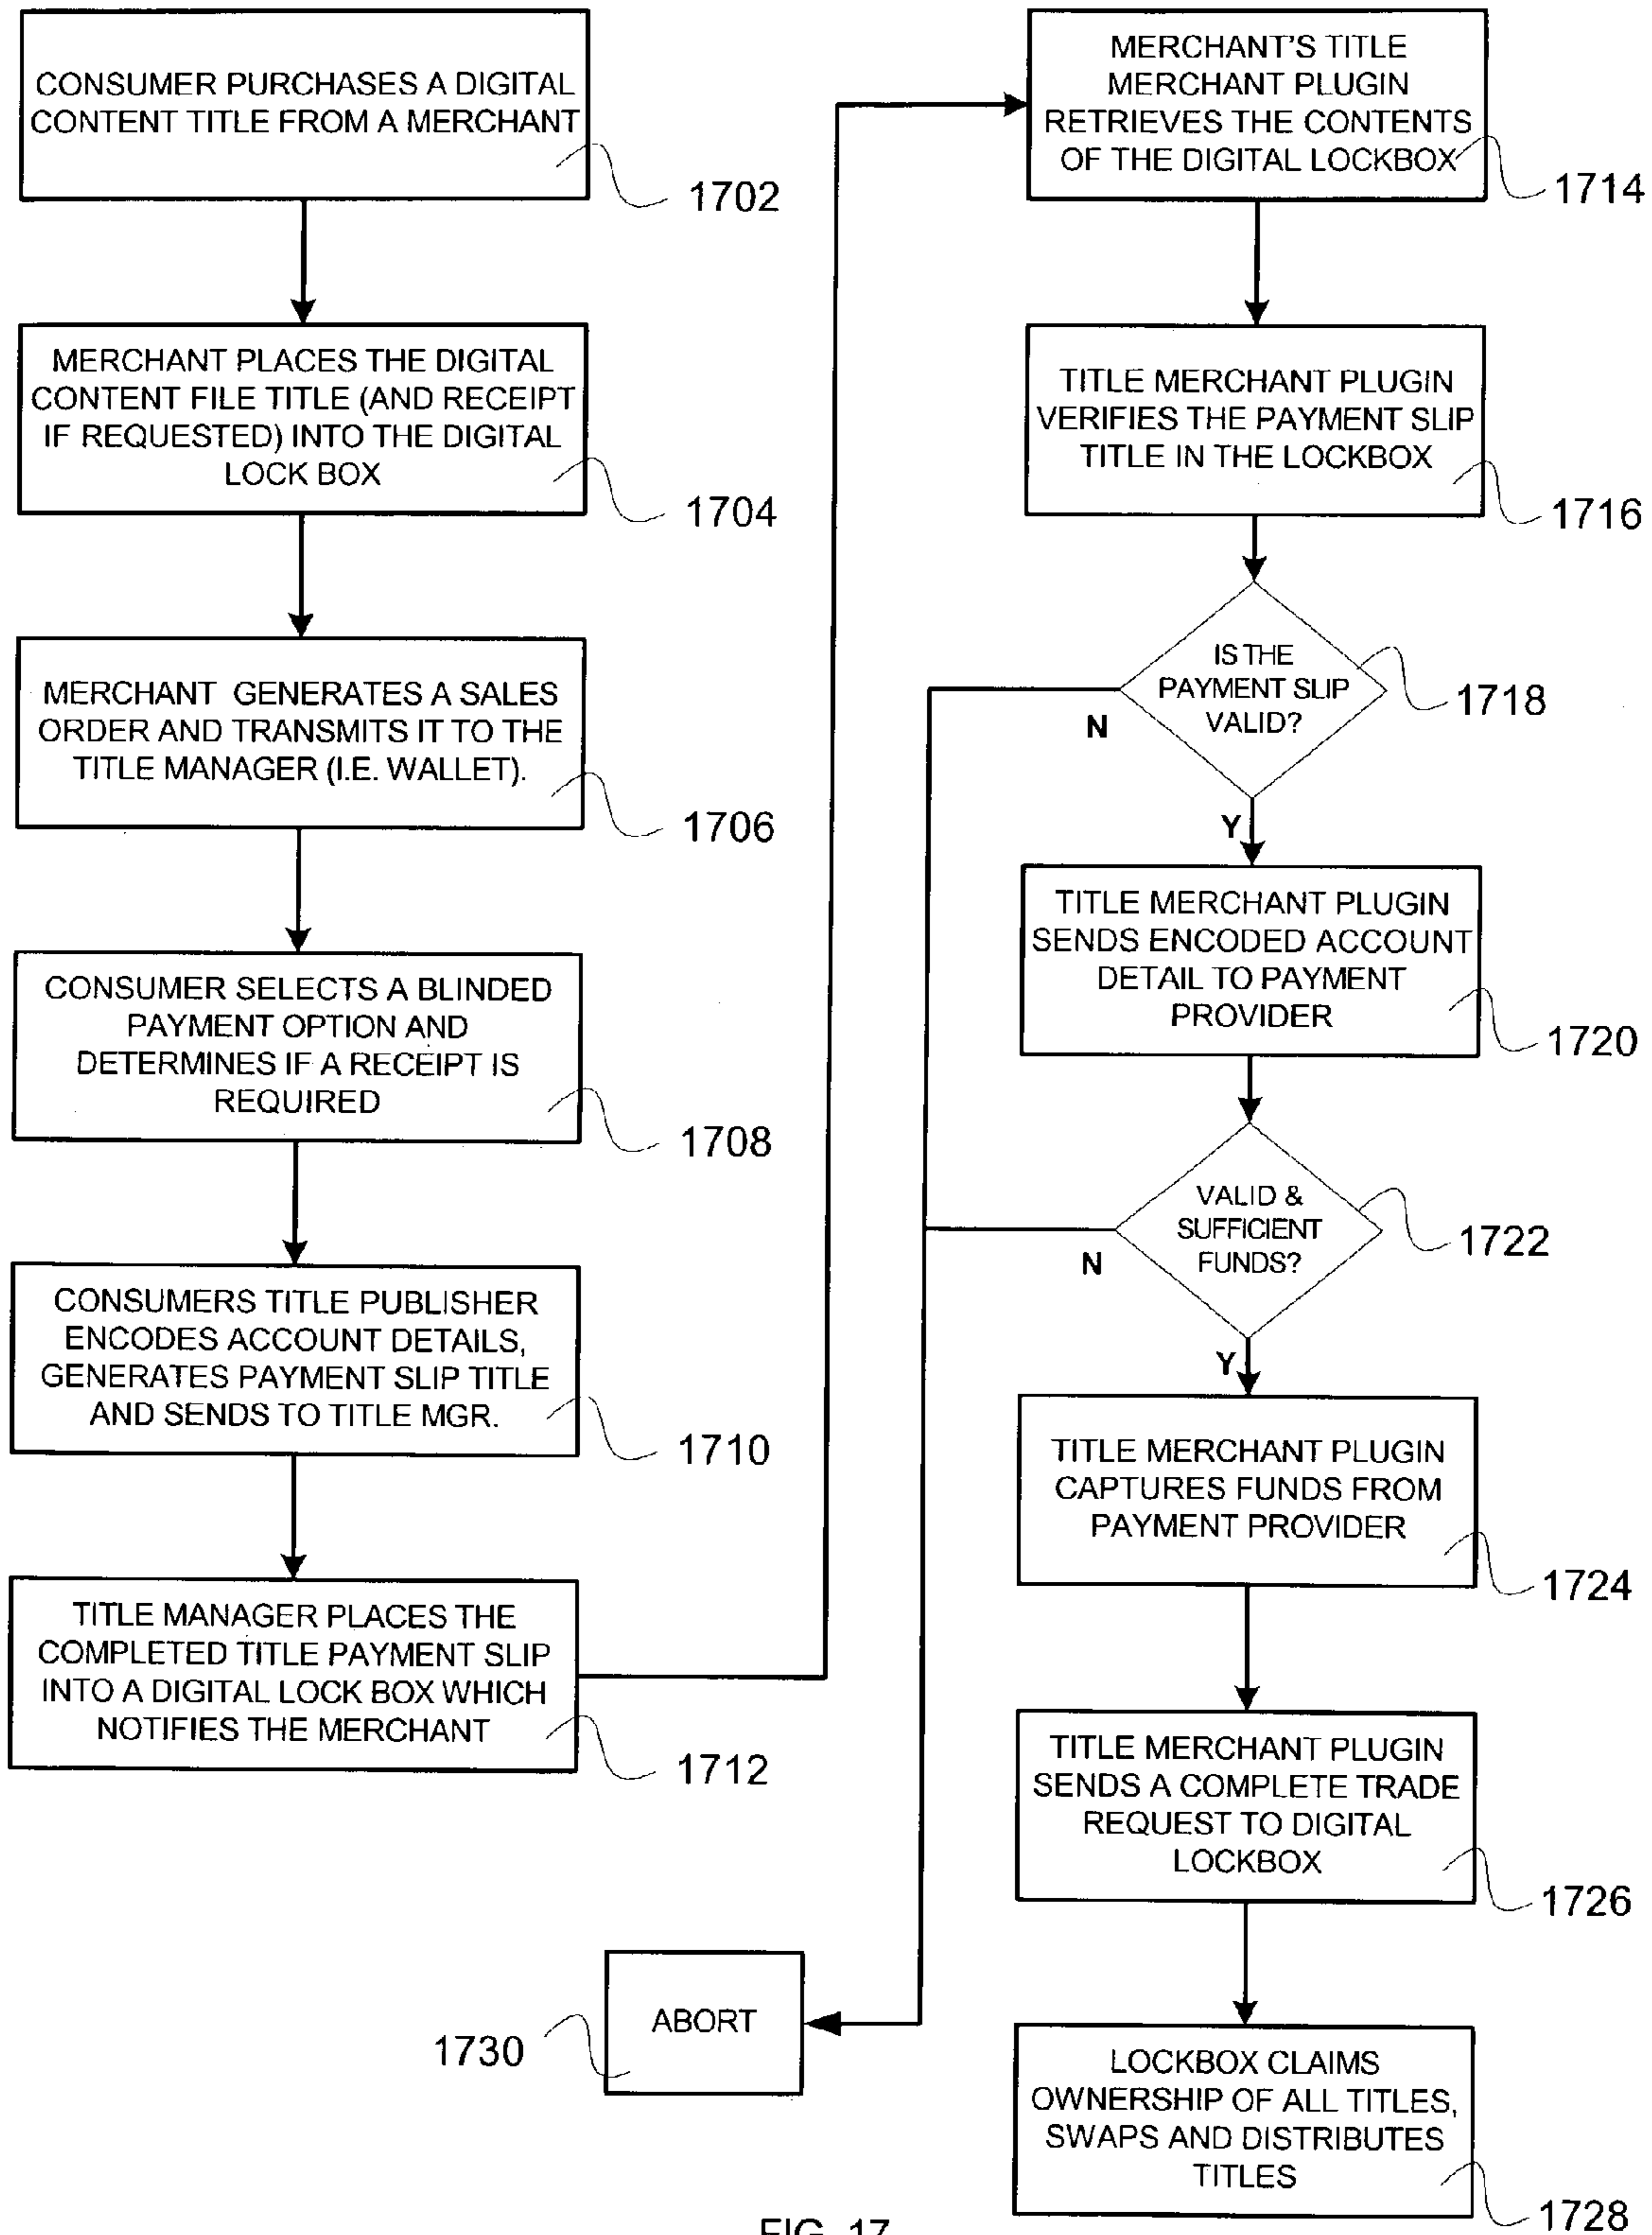 CONSUMER PURCHASES A DIGITAL
CONTENT TITLE FROM A MERCHANT
1702
MERCHANT PLACES THE DIGITAL
CONTENT FILE TITLE (AND RECEIPT
IF REQUESTED) INTO THE DIGITAL
LOCK BOX
1704
MERCHANT GENERATES A SALES
ORDER AND TRANSMITS IT TO THE
TITLE MANAGER (I.E. WALLET).
1706
CONSUMER SELECTS A BLINDED
PAYMENT OPTION AND
DETERMINES IF A RECEIPT IS
REQUIRED
1708
CONSUMERS TITLE PUBLISHER
ENCODES ACCOUNT DETAILS,
GENERATES PAYMENT SLIP TITLE
AND SENDS TO TITLE MGR.
1710
TITLE MANAGER PLACES THE
COMPLETED TITLE PAYMENT SLIP
INTO A DIGITAL LOCK BOX WHICH
NOTIFIES THE MERCHANT
1712
MERCHANT'S TITLE
MERCHANT PLUGIN
RETRIEVES THE CONTENTS
OF THE DIGITAL LOCKBOX
1714
TITLE MERCHANT PLUGIN
VERIFIES THE PAYMENT SLIP
TITLE IN THE LOCKBOX
1716
IS THE
PAYMENT SLIP
VALID?
1718
N
Y
TITLE MERCHANT PLUGIN
SENDS ENCODED ACCOUNT
DETAIL TO PAYMENT
PROVIDER
1720
VALID &
SUFFICIENT
FUNDS?
1722
N
Y
TITLE MERCHANT PLUGIN
CAPTURES FUNDS FROM
PAYMENT PROVIDER
1724
TITLE MERCHANT PLUGIN
SENDS A COMPLETE TRADE
REQUEST TO DIGITAL
LOCKBOX
1726
ABORT
1730
LOCKBOX CLAIMS
OWNERSHIP OF ALL TITLES,
SWAPS AND DISTRIBUTES
TITLES
1728
FIG. 17